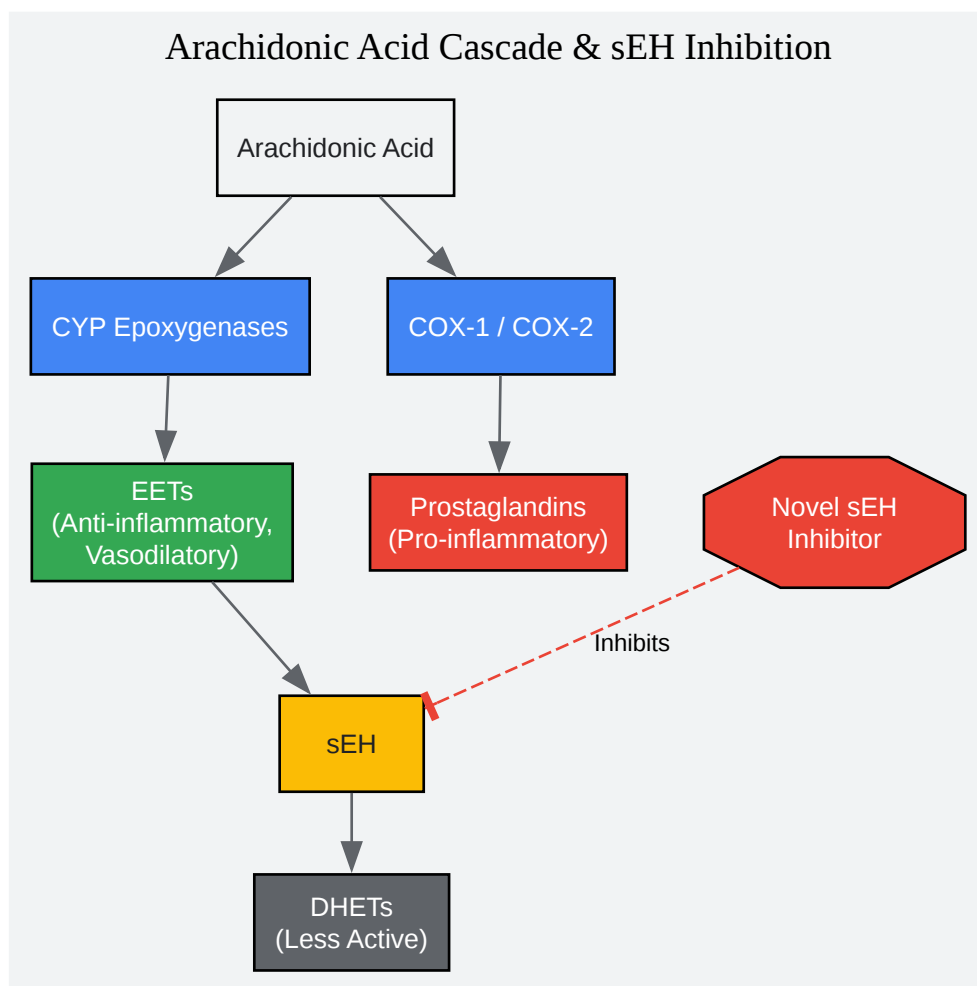 Arachidonic Acid Cascade & sEH Inhibition
Arachidonic Acid
CYP Epoxygenases
COX-1 / COX-2
EETs
(Anti-inflammatory,
Vasodilatory)
Prostaglandins
(Pro-inflammatory)
Novel sEH
Inhibitor
Inhibits
sEH
DHETs
(Less Active)